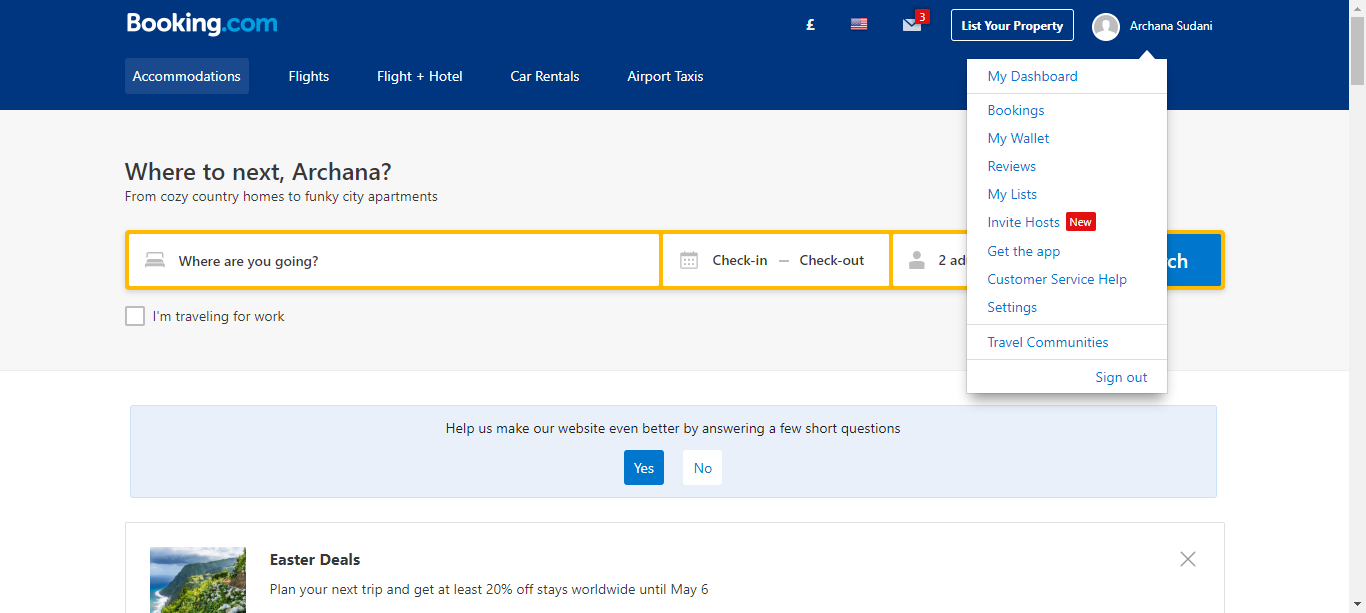 Booking.com
£
3
List Your Property
Archana Sudani
Accommodations
Flights
Flight + Hotel
Car Rentals
Airport Taxis
My Dashboard
Bookings
My Wallet
Reviews
My Lists
Invite Hosts New
Get the app
Customer Service Help
Settings
Travel Communities
Sign out
Where to next, Archana?
From cozy country homes to funky city apartments
Where are you going?
Check-in — Check-out
2 ad
ch
I'm traveling for work
Help us make our website even better by answering a few short questions
Yes
No
Easter Deals
Plan your next trip and get at least 20% off stays worldwide until May 6